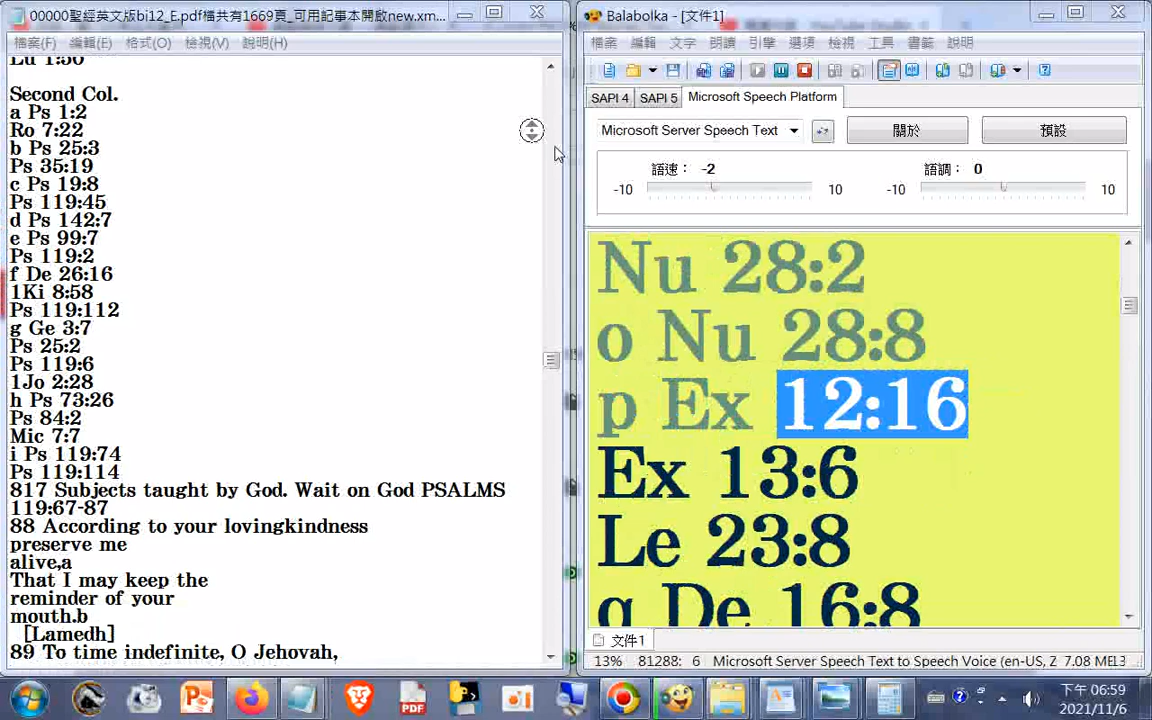 00000聖經英文版bi12_E.pdf檔共有1669頁_可用記事本開啟new.xm...
檔案(F) 編輯(E) 格式(O) 檢視(V) 說明(H)
Lu 1:50
Second Col.
a Ps 1:2
Ro 7:22
b Ps 25:3
Ps 35:19
c Ps 19:8
Ps 119:45
d Ps 142:7
e Ps 99:7
Ps 119:2
f De 26:16
1Ki 8:58
Ps 119:112
g Ge 3:7
Ps 25:2
Ps 119:6
1Jo 2:28
h Ps 73:26
Ps 84:2
Mic 7:7
i Ps 119:74
Ps 119:114
817 Subjects taught by God. Wait on God PSALMS
119:67-87
88 According to your lovingkindness
preserve me
alive,a
That I may keep the
reminder of your
mouth.b
[Lamedh]
89 To time indefinite, O Jehovah,
Balabolka - [文件1]
檔案 編輯 文字 朗讀 引擎 選項 檢視 工具 書籤 說明
SAPI 4 SAPI 5 Microsoft Speech Platform
Microsoft Server Speech Text 關於 預設
語速： -2 語調： 0
-10 10 -10 10
Nu 28:2
o Nu 28:8
p Ex 12:16
Ex 13:6
Le 23:8
q De 16:8
文件1
13% 81288: 6 Microsoft Server Speech Text to Speech Voice (en-US, Z 7.08 ME
下午 06:59
2021/11/6